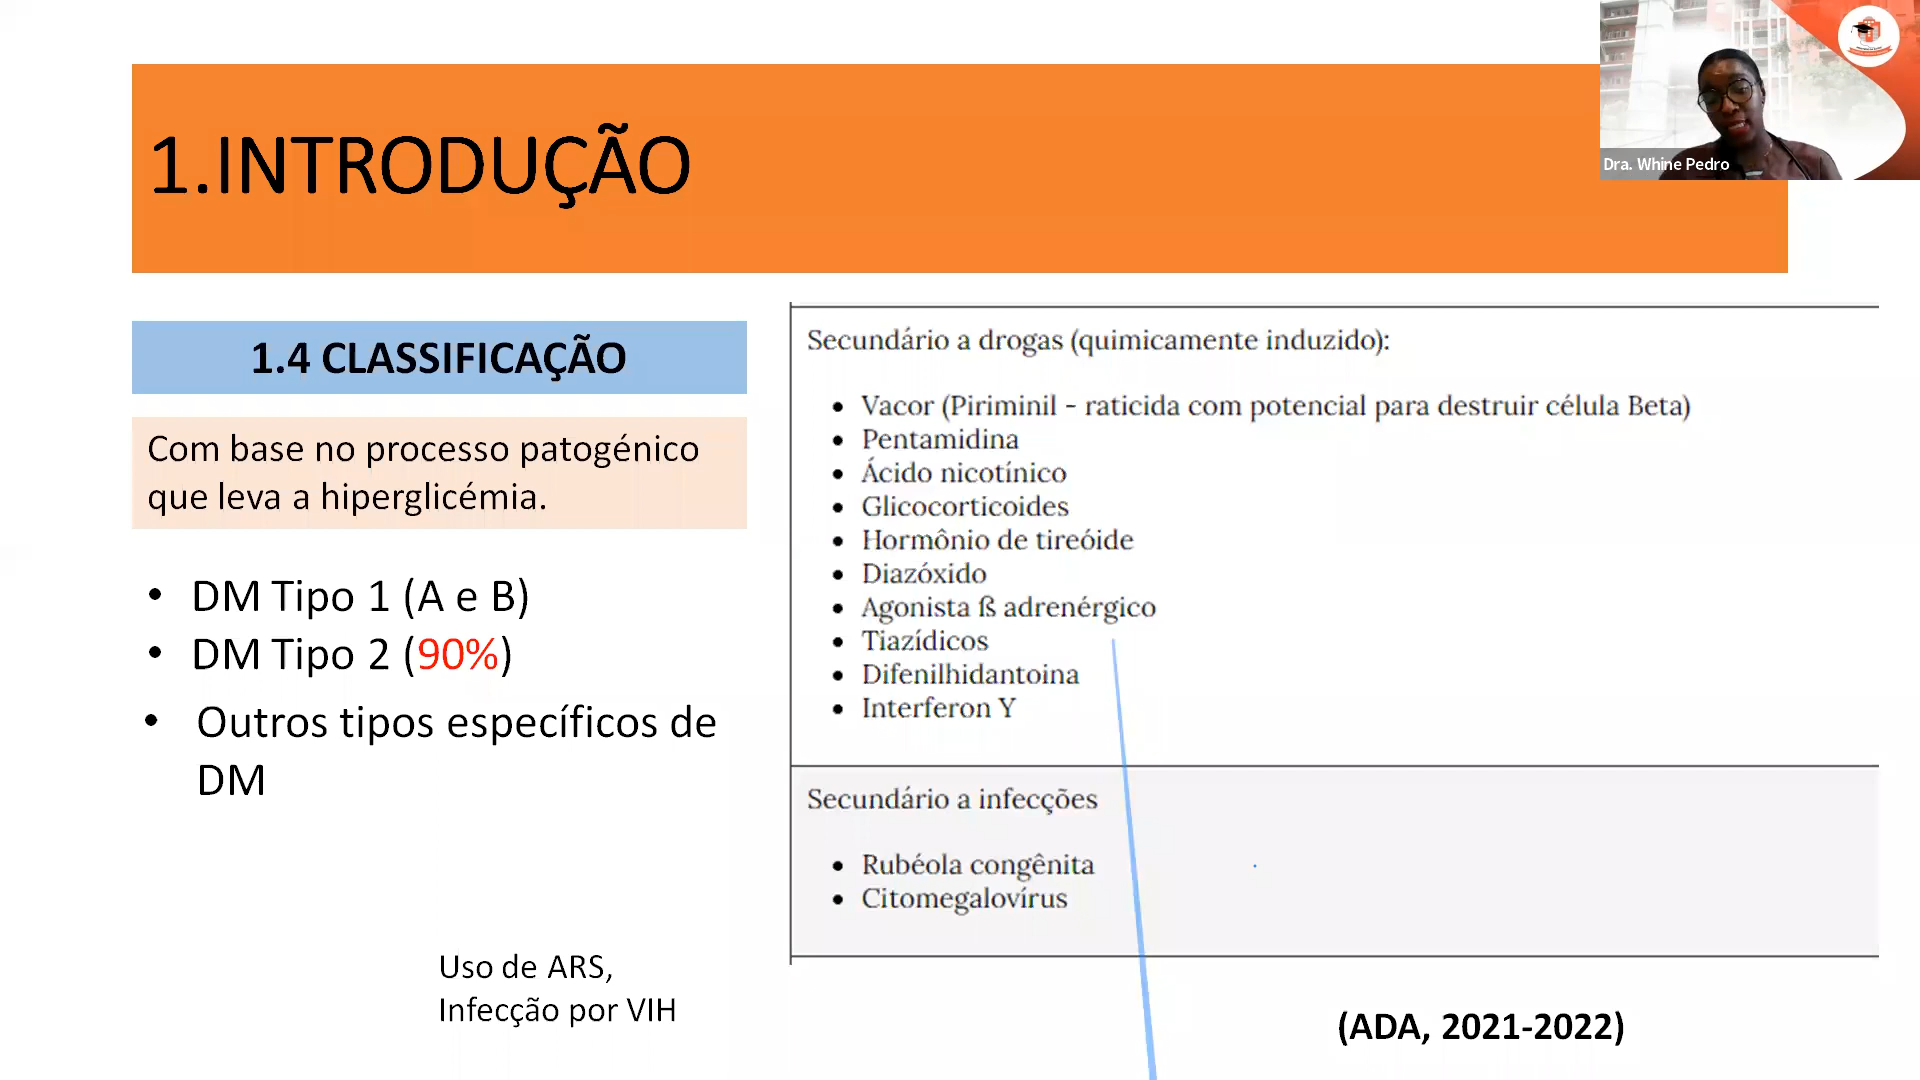 1.INTRODUÇÃO
Dra. Whine Pedro
1.4 CLASSIFICAÇÃO
Com base no processo patogénico
que leva a hiperglicémia.
• DM Tipo 1 (A e B)
• DM Tipo 2 (90%)
• Outros tipos específicos de
DM
Uso de ARS,
Infecção por VIH
Secundário a drogas (quimicamente induzido):
• Vacor (Piriminil - raticida com potencial para destruir célula Beta)
• Pentamidina
• Ácido nicotínico
• Glicocorticoides
• Hormônio de tireóide
• Diazóxido
• Agonista ß adrenérgico
• Tiazídicos
• Difenilhidantoina
• Interferon Y
Secundário a infecções
• Rubéola congênita
• Citomegalovírus
(ADA, 2021-2022)